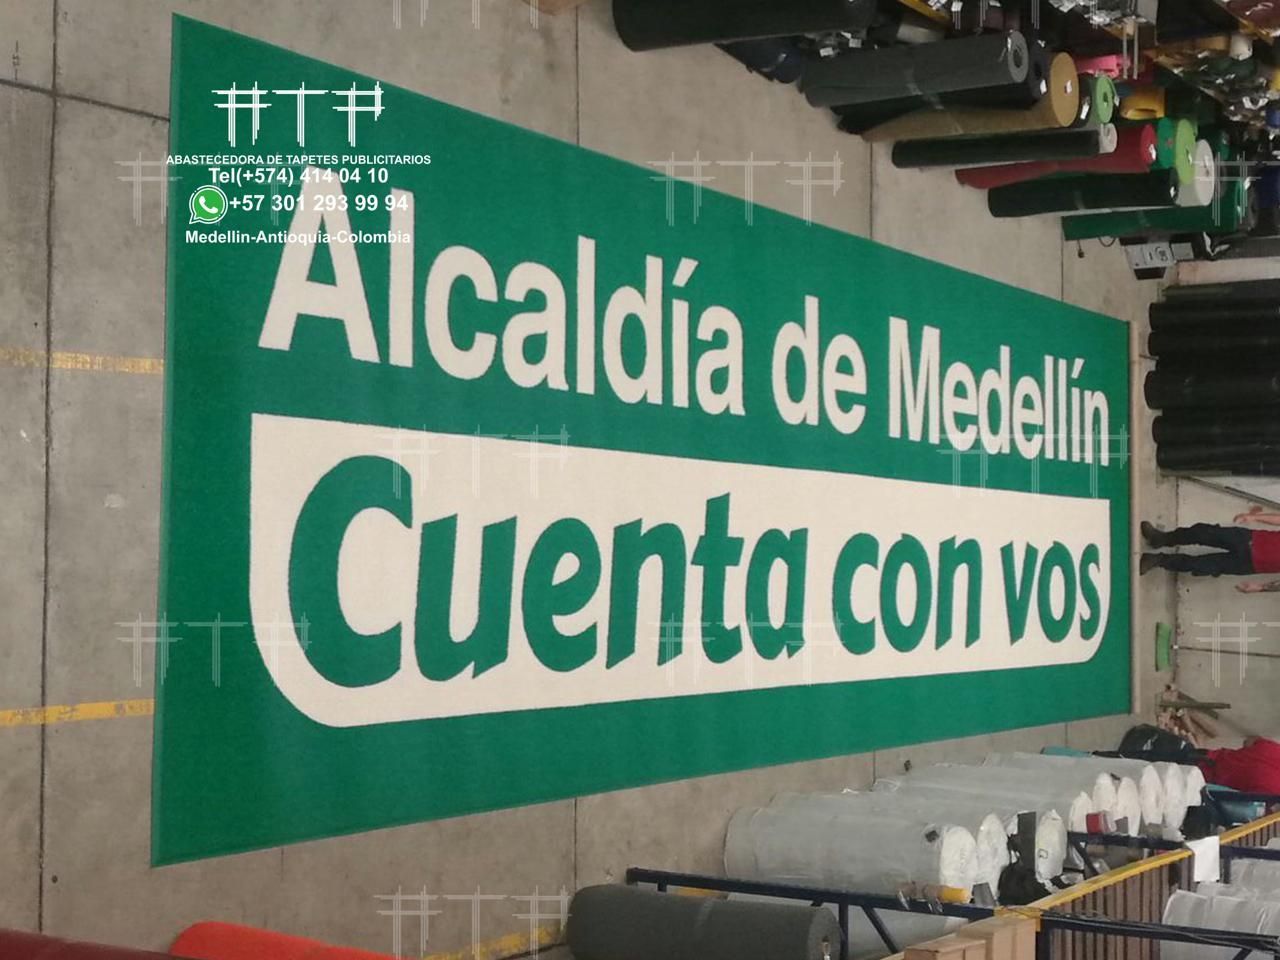 ATP
ABASTECEDORA DE TAPETES PUBLICITARIOS
Tel(+574) 414 04 10
+57 301 293 99 94
Medellin-Antioquia-Colombia
Alcaldía de Medellín
Cuenta con vos